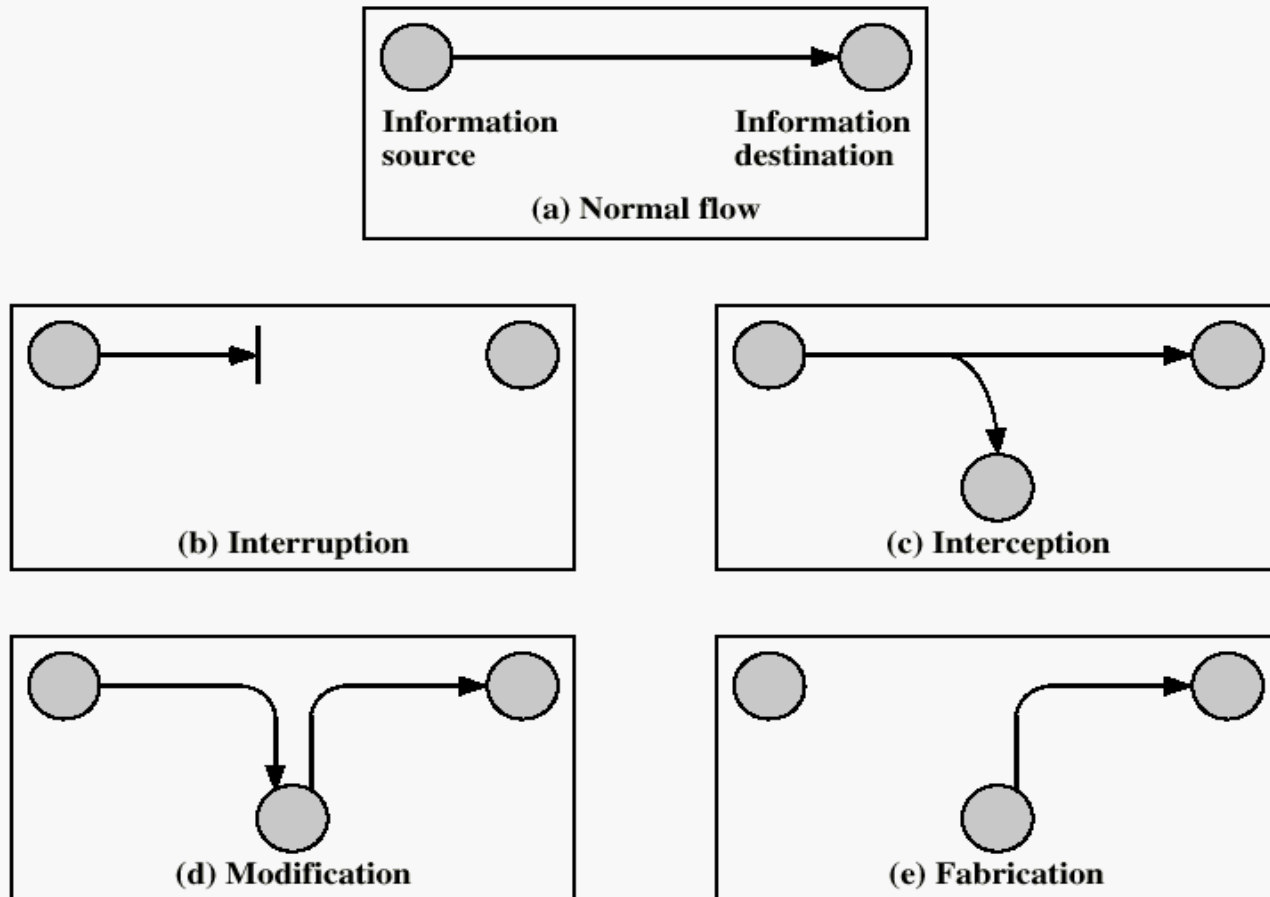 Information
source
Information
destination
(a) Normal flow
(b) Interruption
(c) Interception
(d) Modification
(e) Fabrication